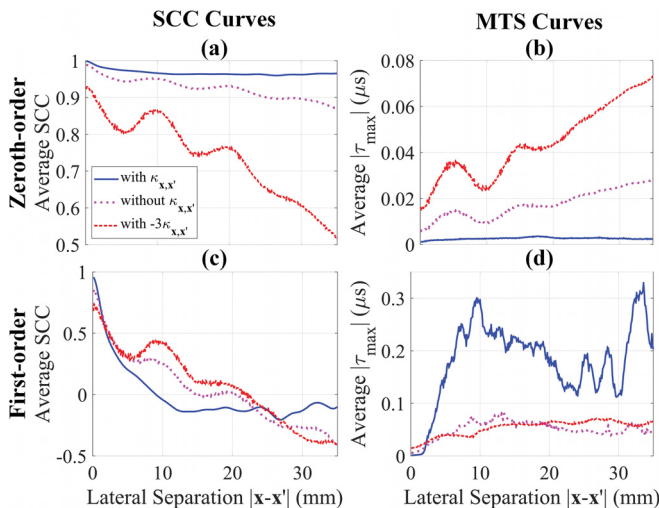 SCC Curves
MTS Curves
(a)
(b)
Zeroth-order
Average SCC
1
0.9
0.8
0.7
0.6
0.5
with κx,x'
without κx,x'
with -3κx,x'
Average |τmax| (μs)
0.08
0.06
0.04
0.02
0
(c)
(d)
First-order
Average SCC
1
0.5
0
-0.5
0 10 20 30
Lateral Separation |x-x'| (mm)
Average |τmax| (μs)
0.3
0.2
0.1
0
0 10 20 30
Lateral Separation |x-x'| (mm)